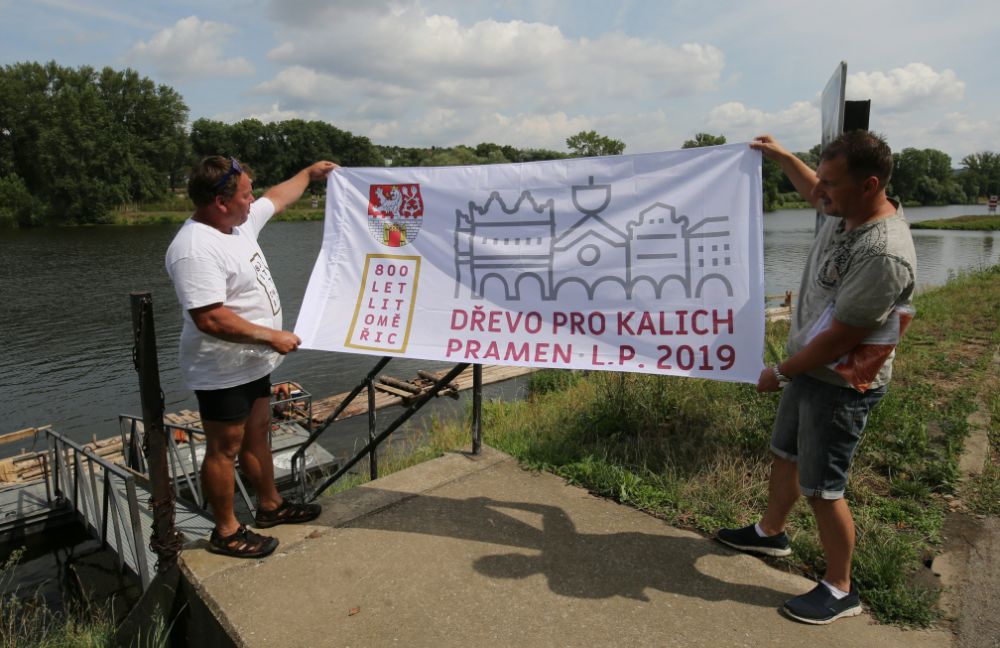 800
LET
LIT
OMĚ
ŘIC
DŘEVO PRO KALICH
PRAMEN · L.P. 2019